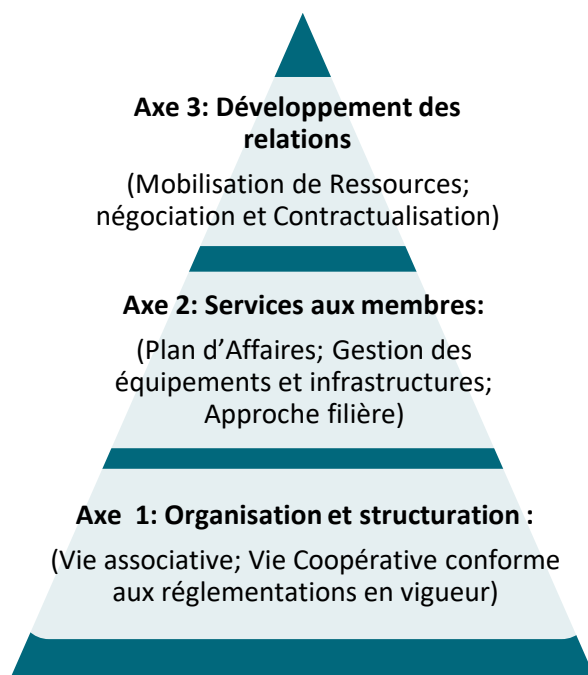 Axe 3: Développement des
relations
(Mobilisation de Ressources;
négociation et Contractualisation)
Axe 2: Services aux membres:
(Plan d’Affaires; Gestion des
équipements et infrastructures;
Approche filière)
Axe  1: Organisation et structuration :
(Vie associative; Vie Coopérative conforme
aux réglementations en vigueur)